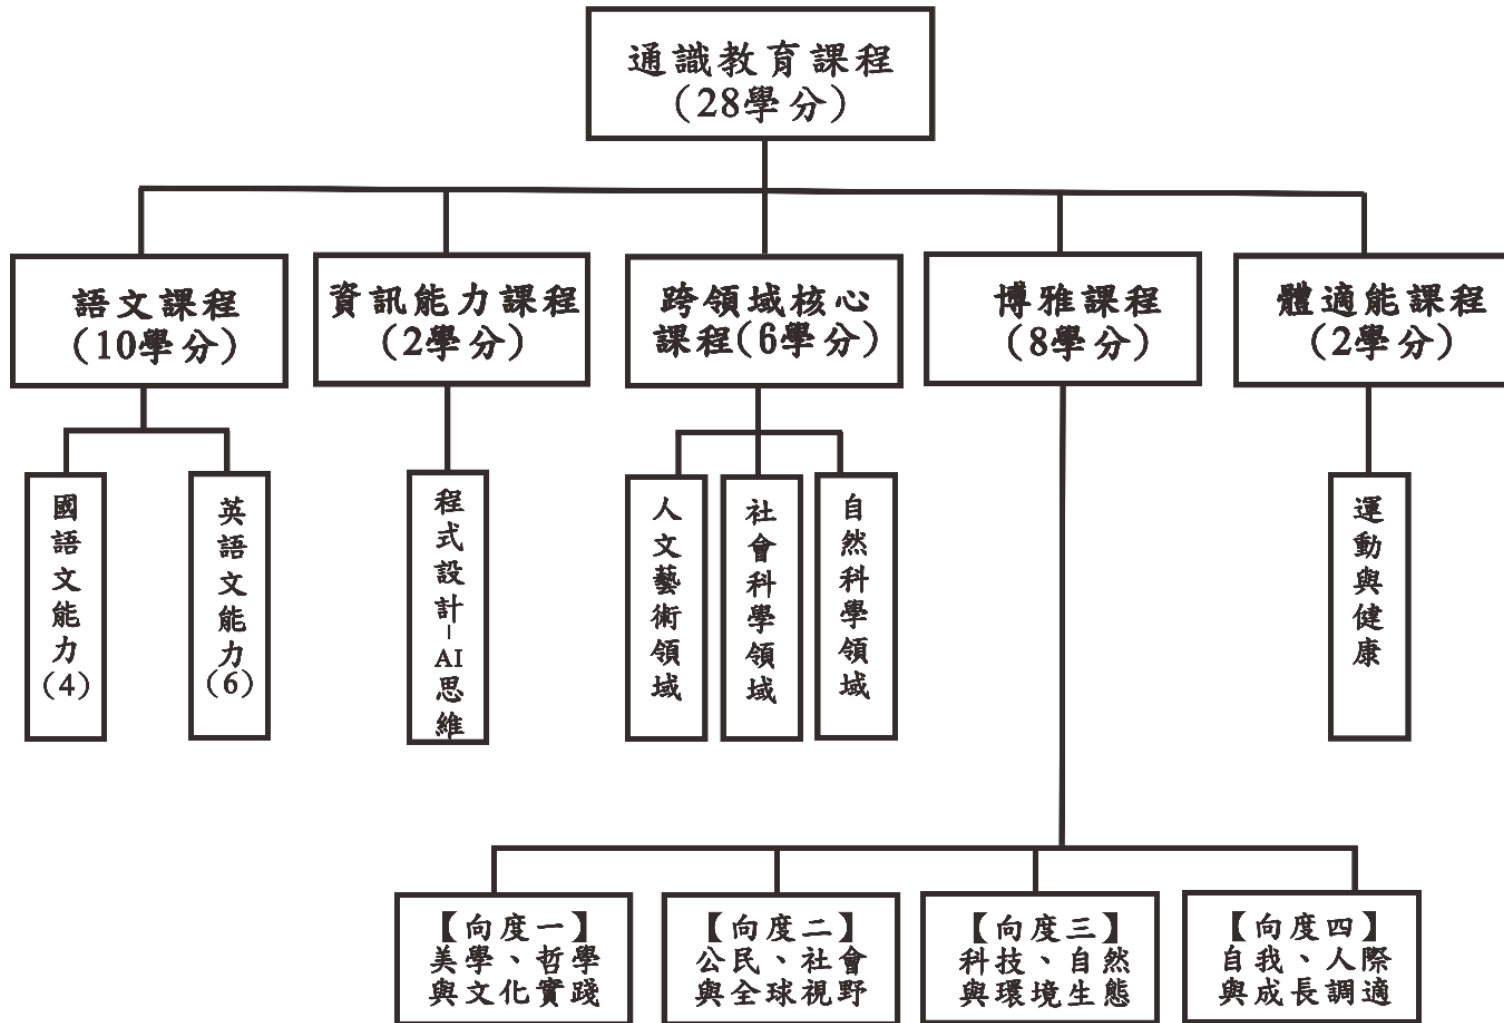 通識教育課程
(28學分)
語文課程
(10學分)
資訊能力課程
(2學分)
跨領域核心
課程(6學分)
博雅課程
(8學分)
體適能課程
(2學分)
國語文能力(4)
英語文能力(6)
程式設計-AI思維
人文藝術領域
社會科學領域
自然科學領域
運動與健康
【向度一】
美學、哲學
與文化實踐
【向度二】
公民、社會
與全球視野
【向度三】
科技、自然
與環境生態
【向度四】
自我、人際
與成長調適